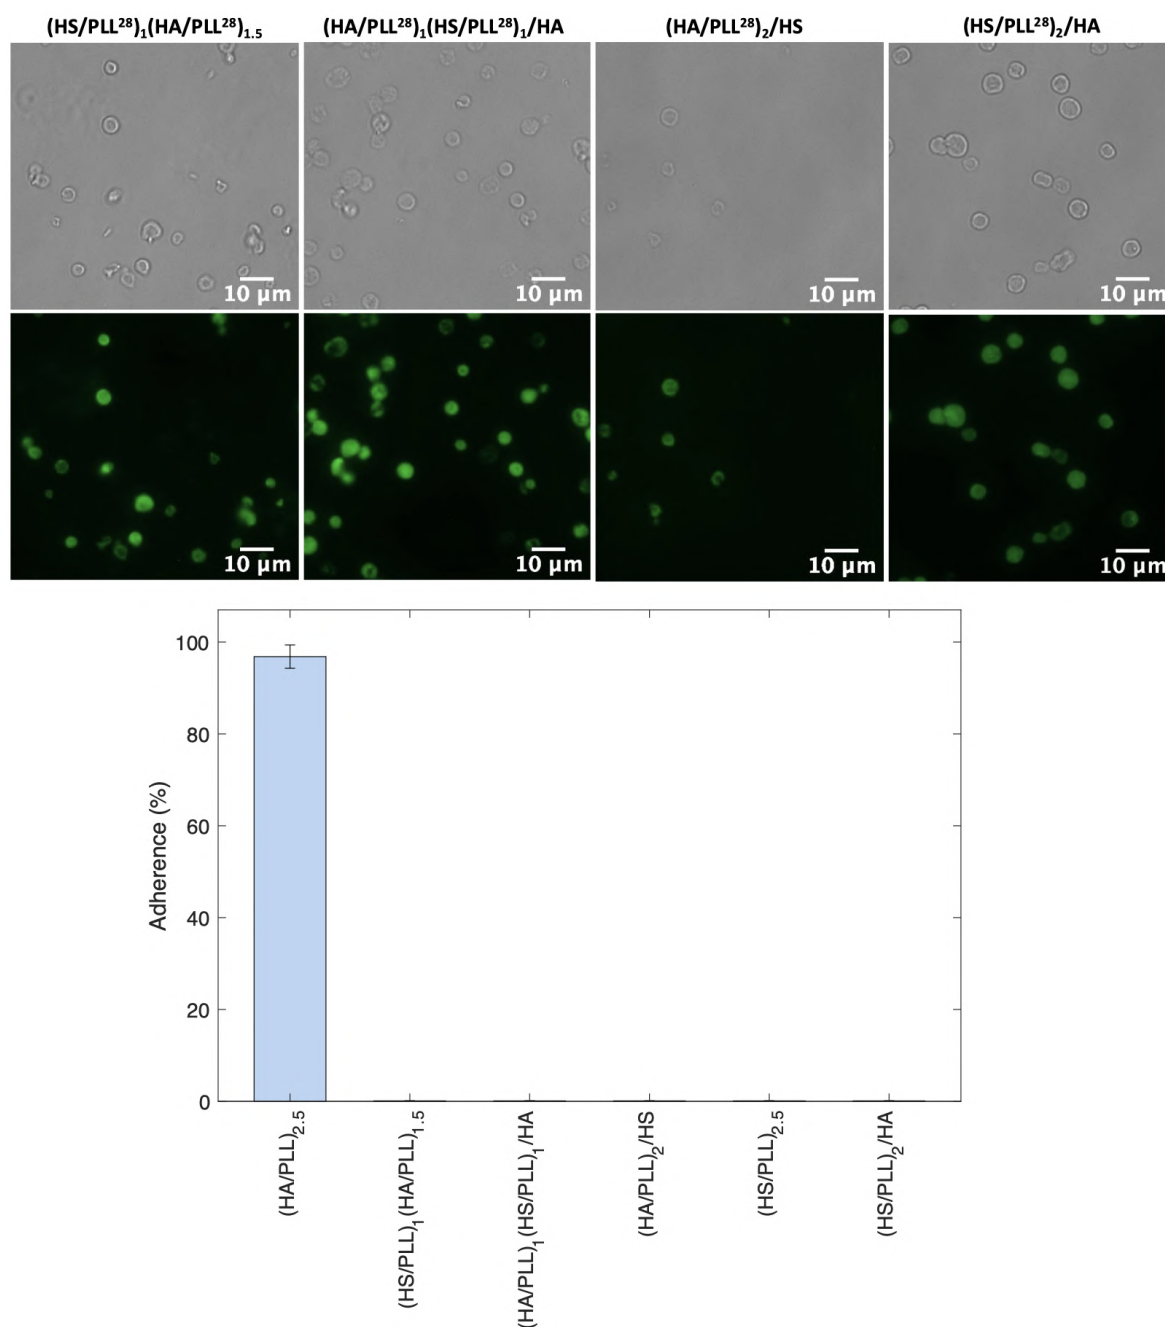 (HS/PLL²⁸)₁(HA/PLL²⁸)₁.₅
(HA/PLL²⁸)₁(HS/PLL²⁸)₁/HA
(HA/PLL²⁸)₂/HS
(HS/PLL²⁸)₂/HA
10 μm
10 μm
10 μm
10 μm
10 μm
10 μm
10 μm
10 μm
Adherence (%)
100
80
60
40
20
0
(HA/PLL)₂.₅
(HS/PLL)₁(HA/PLL)₁.₅
(HA/PLL)₁(HS/PLL)₁/HA
(HA/PLL)₂/HS
(HS/PLL)₂.₅
(HS/PLL)₂/HA